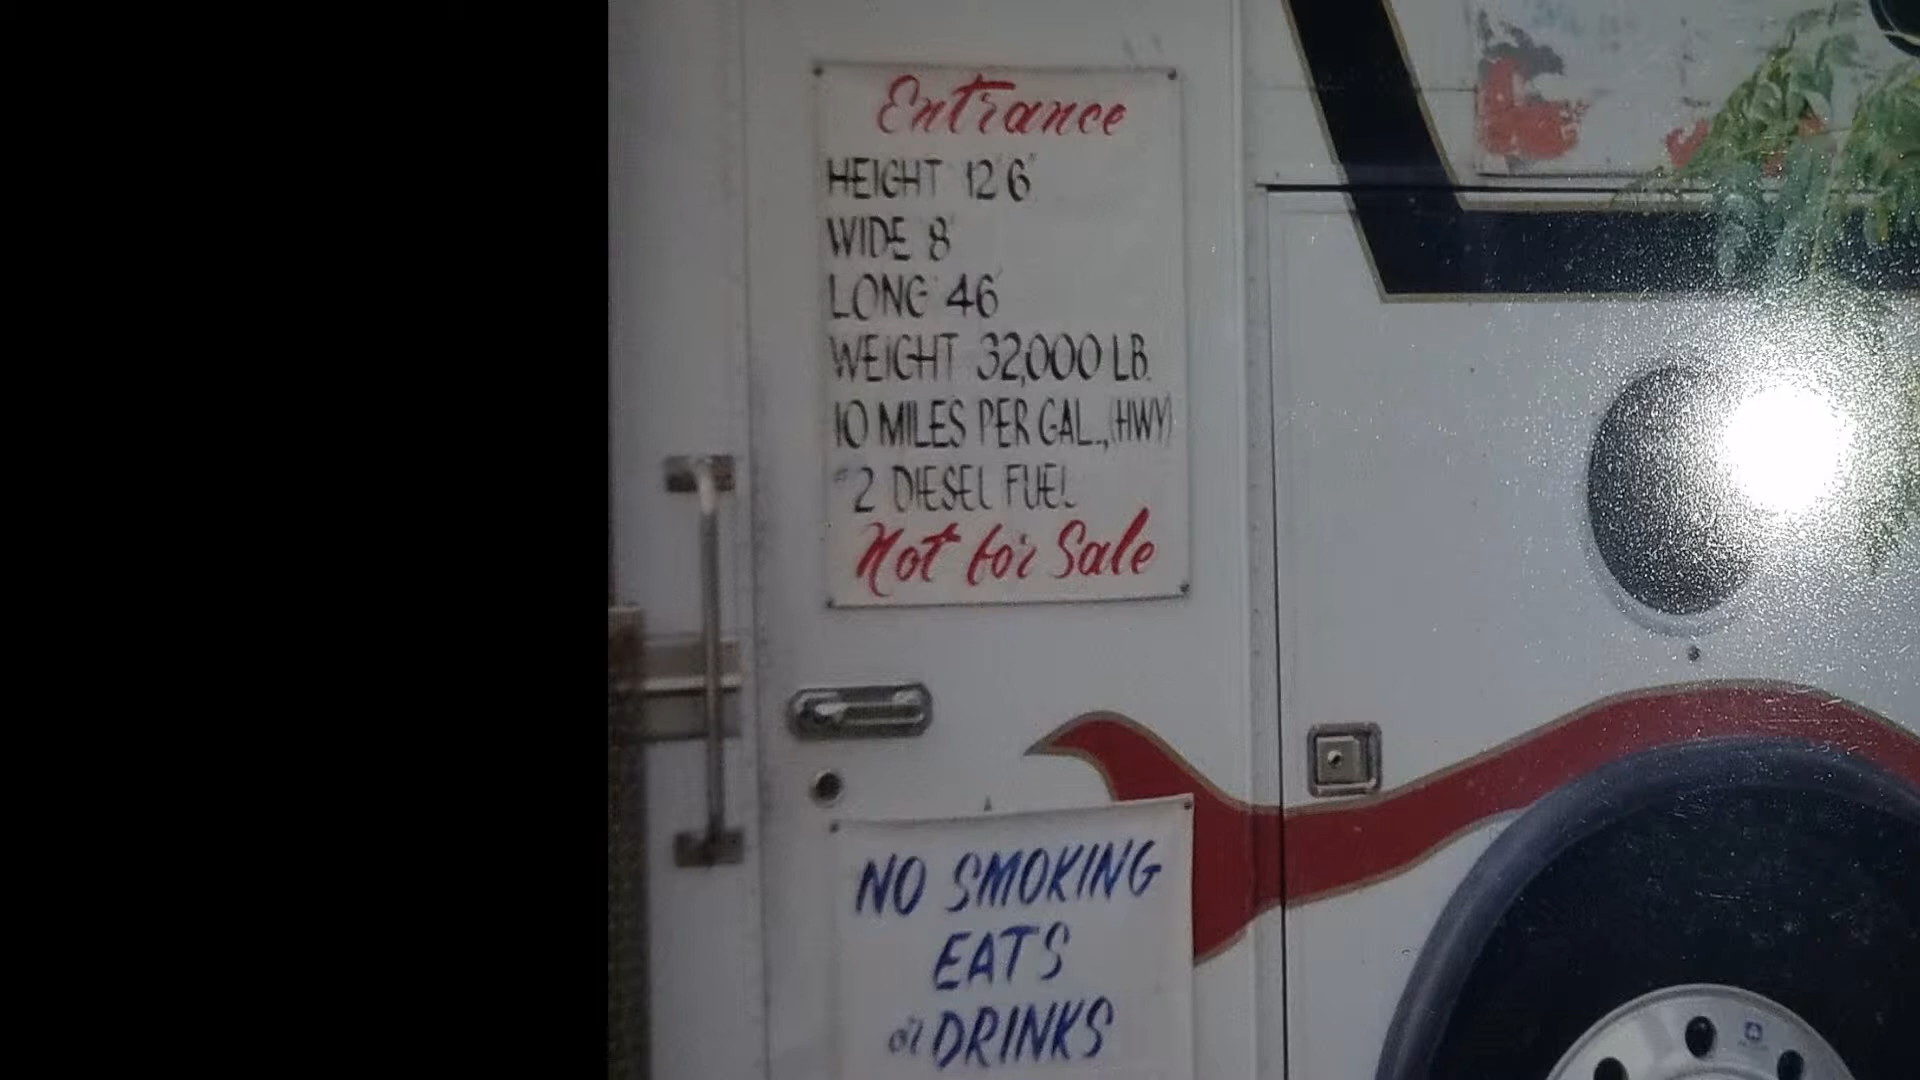 Entrance
HEIGHT 12'6"
WIDE 8'
LONG 46'
WEIGHT 32,000 LB.
10 MILES PER GAL., (HWY)
#2 DIESEL FUEL
Not for Sale
NO SMOKING
EATS
or DRINKS